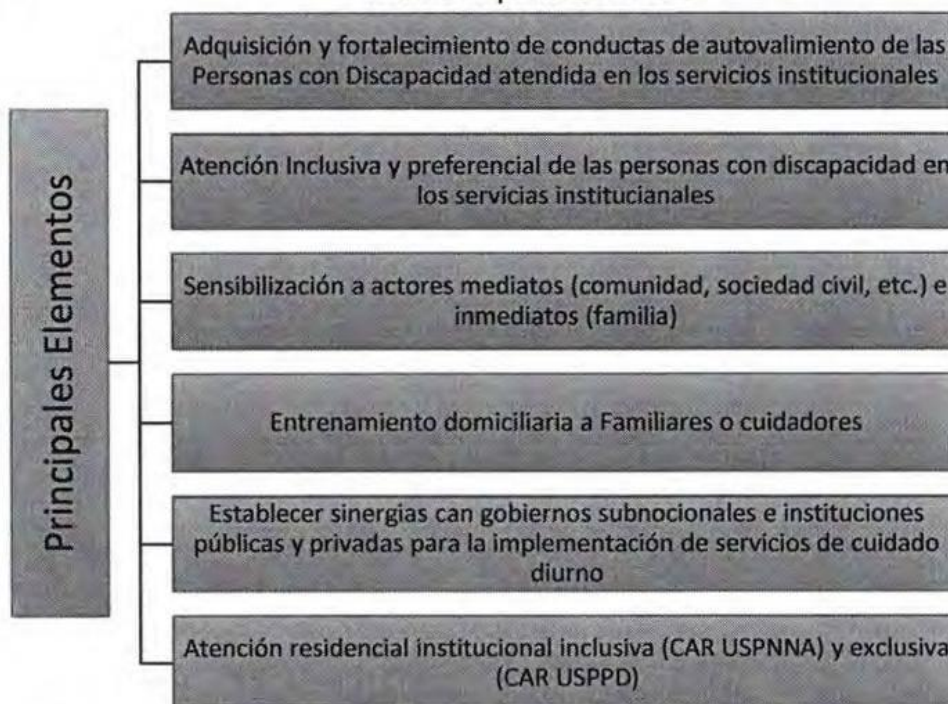 Principales Elementos
Adquisición y fortalecimiento de conductas de autovalimiento de las
Personas con Discapacidad atendida en los servicios institucionales
Atención Inclusiva y preferencial de las personas con discapacidad en
los servicias institucianales
Sensibilización a actores mediatos (comunidad, sociedad civil, etc.) e
inmediatos (familia)
Entrenamiento domiciliaria a Familiares o cuidadores
Establecer sinergias can gobiernos subnocionales e instituciones
públicas y privadas para la implementación de servicios de cuidado
diurno
Atención residencial institucional inclusiva (CAR USPNNA) y exclusiva
(CAR USPPD)